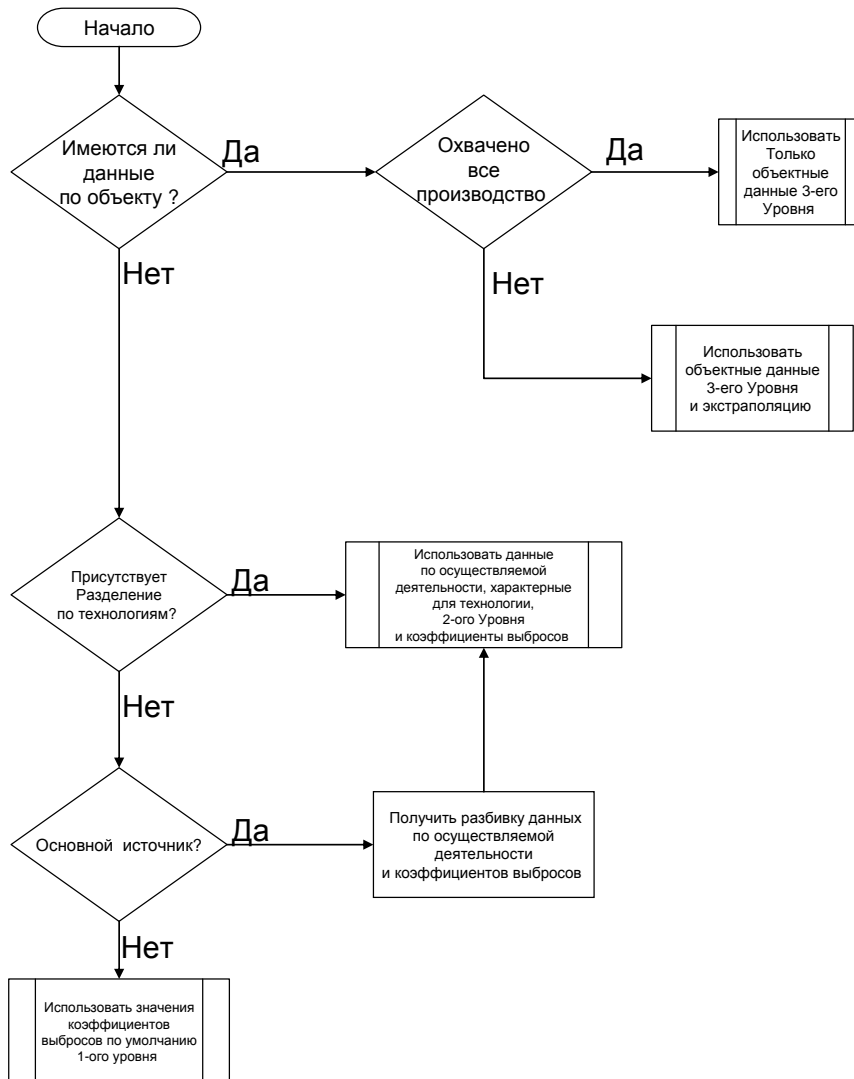 Начало
Имеются ли
данные
по объекту ?
Да
Охвачено
все
производство
Да
Использовать
Только
объектные
данные 3-его
Уровня
Нет
Нет
Использовать
объектные данные
3-его Уровня
и экстраполяцию
Присутствует
Разделение
по технологиям?
Да
Использовать данные
по осуществляемой
деятельности, характерные
для технологии,
2-ого Уровня
и коэффициенты выбросов
Нет
Основной источник?
Да
Получить разбивку данных
по осуществляемой
деятельности
и коэффициентов выбросов
Нет
Использовать значения
коэффициентов
выбросов по умолчанию
1-ого уровня